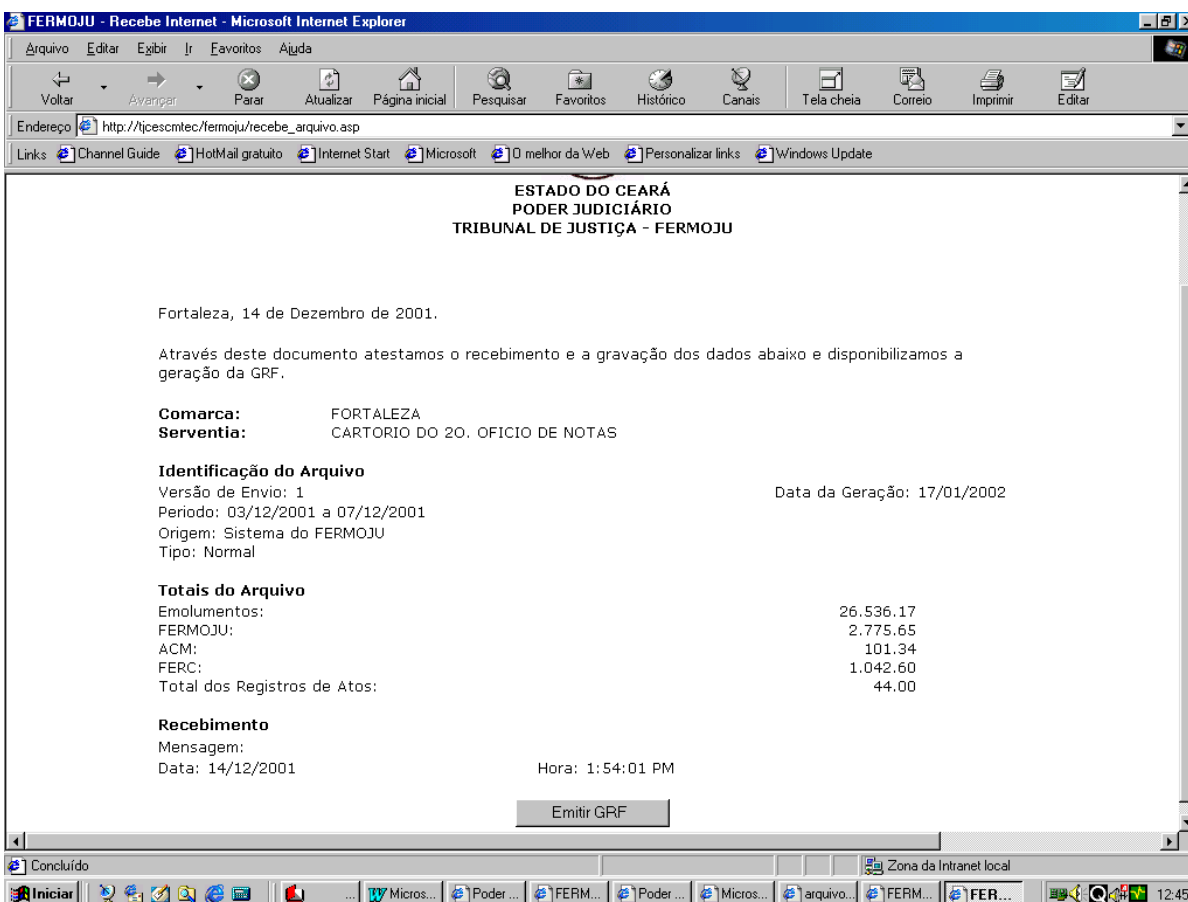 FERMOJU - Recebe Internet - Microsoft Internet Explorer
Arquivo Editar Exibir Ir Favoritos Ajuda
Voltar Avançar Parar Atualizar Página inicial Pesquisar Favoritos Histórico Canais Tela cheia Correio Imprimir Editar
Endereço http://tjcescmtec/fermoju/recebe_arquivo.asp
Links Channel Guide HotMail gratuito Internet Start Microsoft O melhor da Web Personalizar links Windows Update
ESTADO DO CEARÁ
PODER JUDICIÁRIO
TRIBUNAL DE JUSTIÇA - FERMOJU
Fortaleza, 14 de Dezembro de 2001.
Através deste documento atestamos o recebimento e a gravação dos dados abaixo e disponibilizamos a
geração da GRF.
Comarca: FORTALEZA
Serventia: CARTORIO DO 2O. OFICIO DE NOTAS
Identificação do Arquivo
Versão de Envio: 1 Data da Geração: 17/01/2002
Periodo: 03/12/2001 a 07/12/2001
Origem: Sistema do FERMOJU
Tipo: Normal
Totais do Arquivo
Emolumentos: 26.536.17
FERMOJU: 2.775.65
ACM: 101.34
FERC: 1.042.60
Total dos Registros de Atos: 44.00
Recebimento
Mensagem:
Data: 14/12/2001 Hora: 1:54:01 PM
Emitir GRF
Concluído Zona da Intranet local
Iniciar ... Micros... Poder ... FERM... Poder ... Micros... arquivo... FERM... FER... 12:45